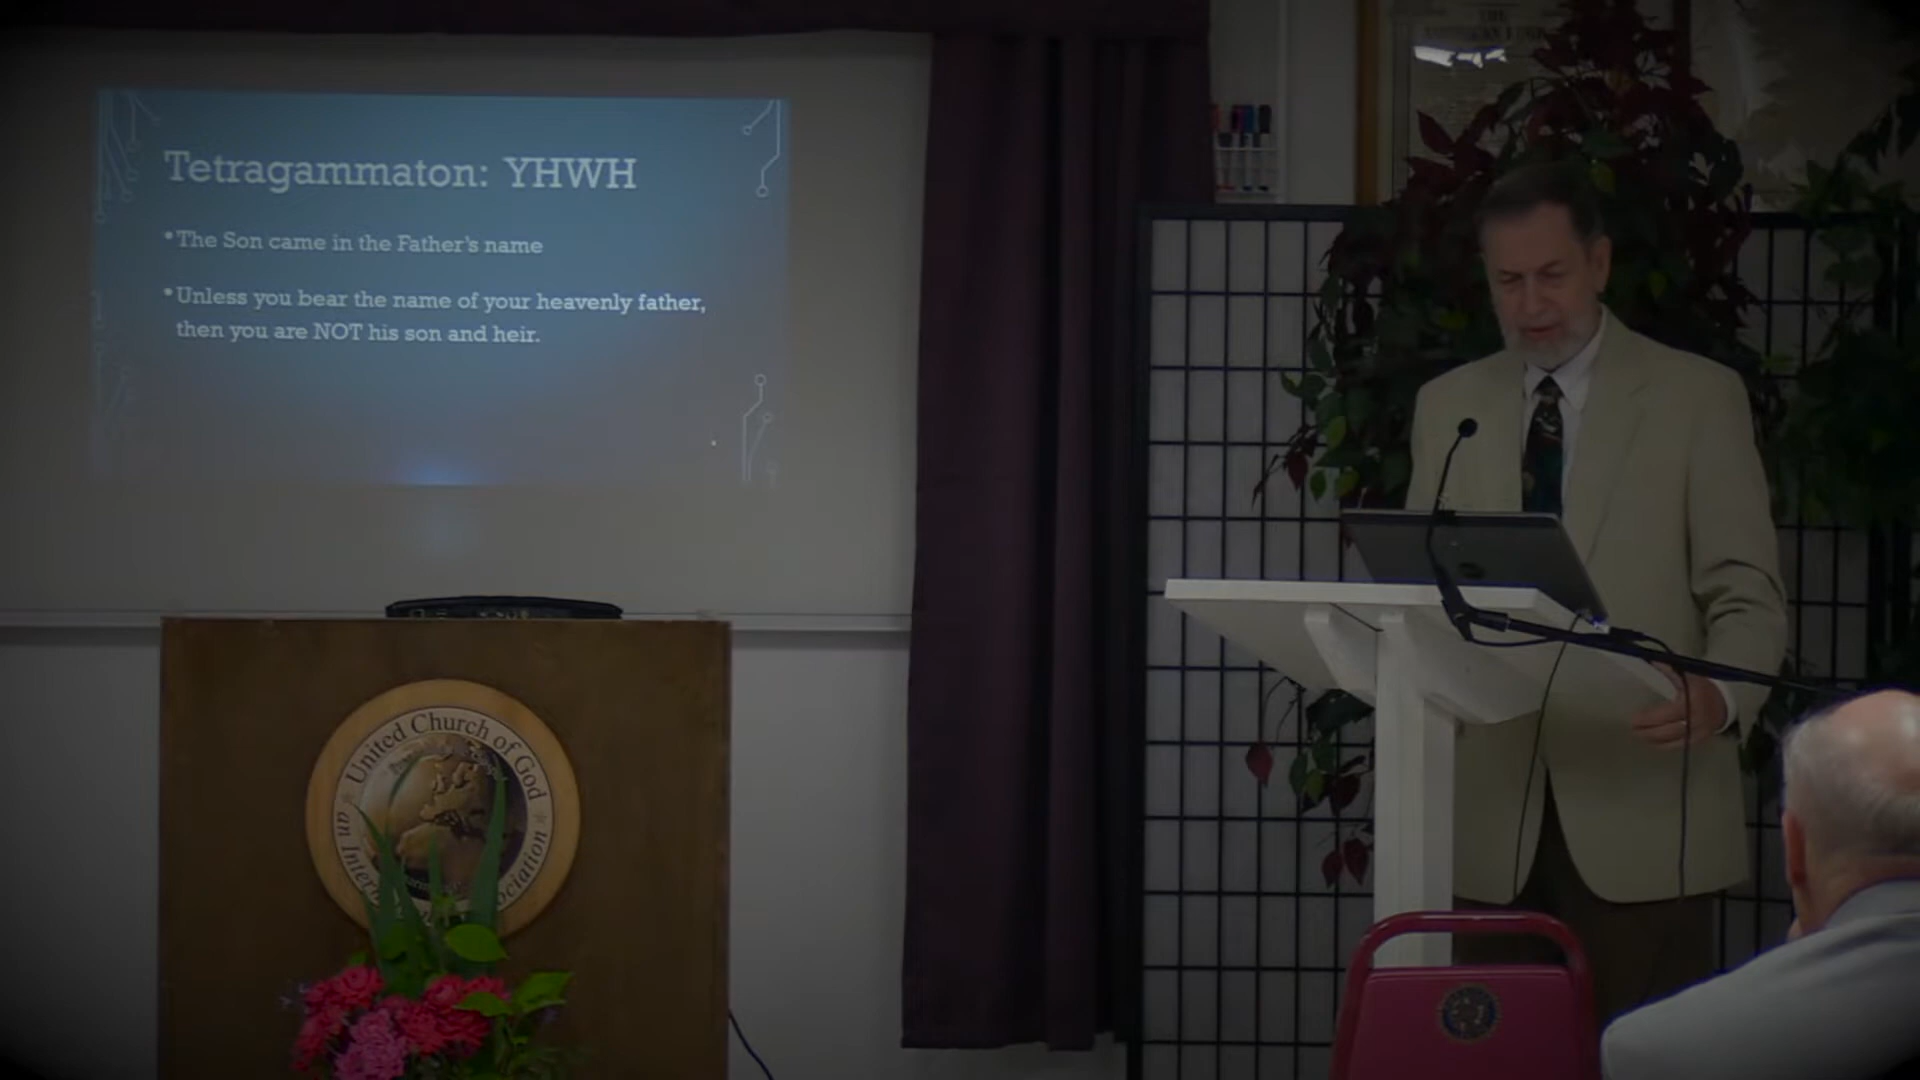 Tetragammaton: YHWH
•The Son came in the Father's name
•Unless you bear the name of your heavenly father,
then you are NOT his son and heir.
United Church of God
an